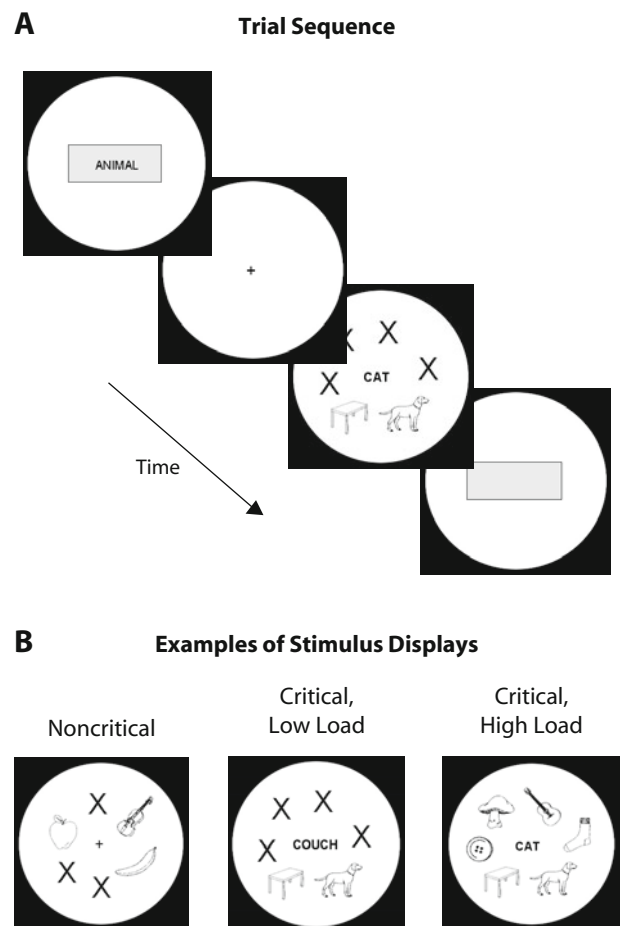 A Trial Sequence
ANIMAL
+
X
X X
X CAT
Time
B Examples of Stimulus Displays
Noncritical
Critical,
Low Load
Critical,
High Load
X
+
X
X
X X
X COUCH X
CAT